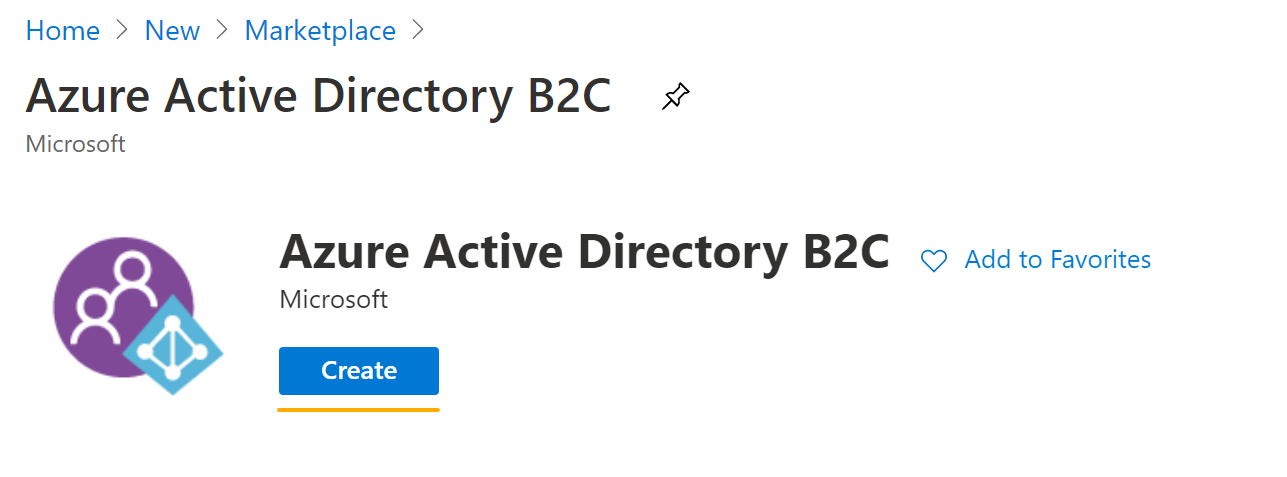 Home > New > Marketplace >
Azure Active Directory B2C
Microsoft
Azure Active Directory B2C
Add to Favorites
Microsoft
Create